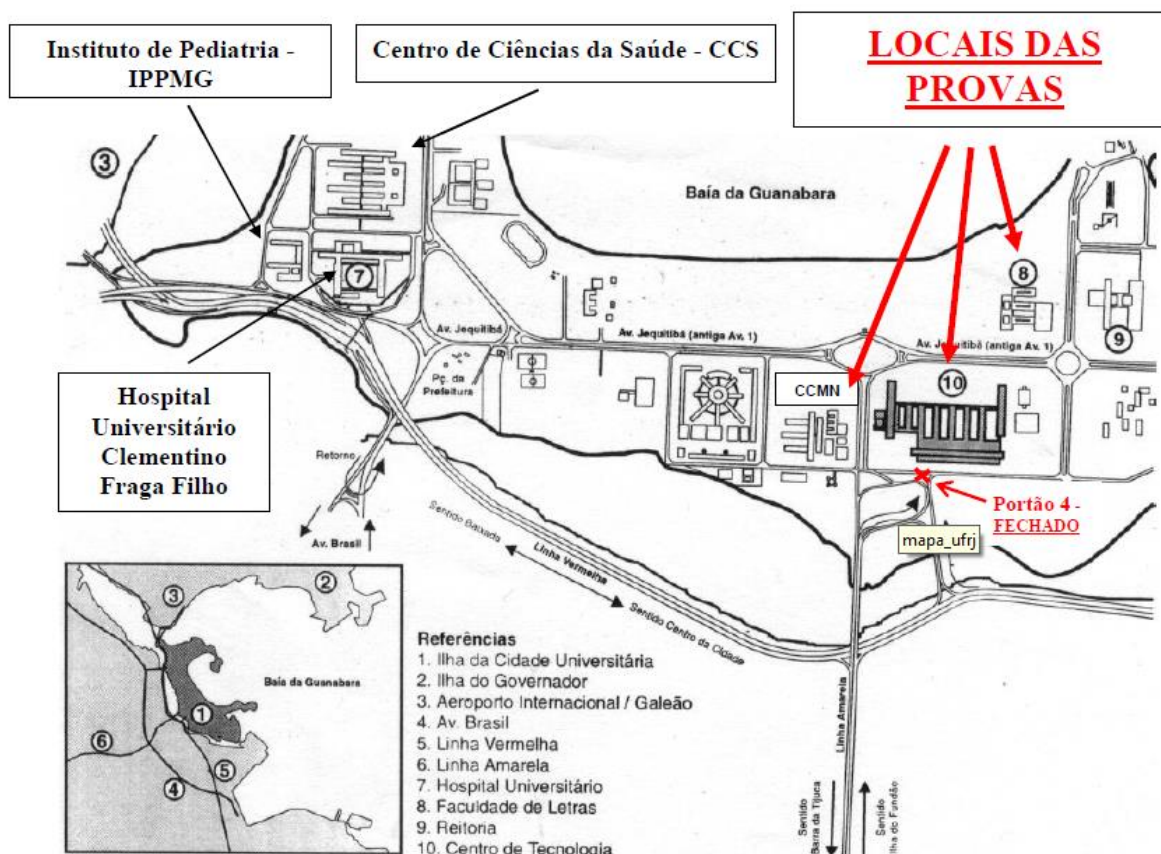 Instituto de Pediatria -
IPPMG
Centro de Ciências da Saúde - CCS
LOCAIS DAS
PROVAS
3
Baía da Guanabara
7
8
9
Av. Jequitibá
Av. Jequitibá (antiga Av. 1)
Av. Jequitibá (antiga Av. 1)
Pç. da
Prefeitura
CCMN
10
Hospital
Universitário
Clementino
Fraga Filho
Retorno
Av. Brasil
Sentido Baixada
Linha Vermelha
Sentido Centro da Cidade
Portão 4 -
FECHADO
mapa_ufrj
2
3
Baía da Guanabara
1
6
5
4
Referências
1. Ilha da Cidade Universitária
2. Ilha do Governador
3. Aeroporto Internacional / Galeão
4. Av. Brasil
5. Linha Vermelha
6. Linha Amarela
7. Hospital Universitário
8. Faculdade de Letras
9. Reitoria
10. Centro de Tecnologia
Linha Amarela
Sentido
Barra da Tijuca
Sentido
Ilha do Fundão